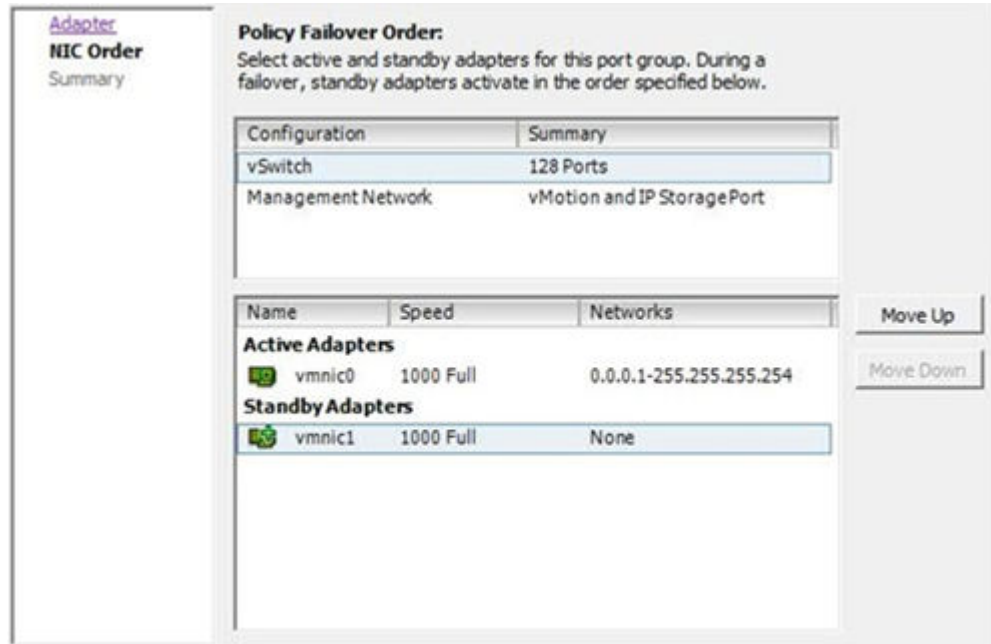 Adapter
NIC Order
Summary
Policy Failover Order:
Select active and standby adapters for this port group. During a
failover, standby adapters activate in the order specified below.
Configuration Summary
vSwitch 128 Ports
Management Network vMotion and IP Storage Port
Name Speed Networks
Active Adapters
vmnic0 1000 Full 0.0.0.1-255.255.255.254
Standby Adapters
vmnic1 1000 Full None
Move Up
Move Down